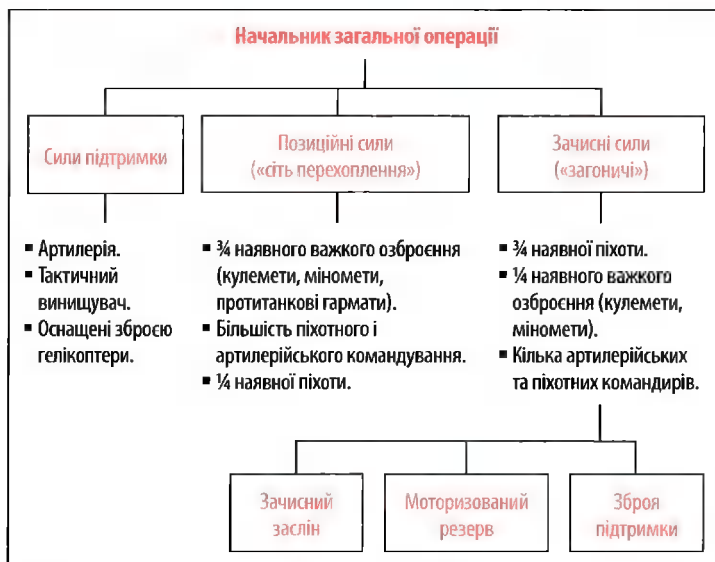 Начальник загальної операції
Сили підтримки
Позиційні сили
(«сіть перехоплення»)
Зачисні сили
(«загоничі»)
▪ Артилерія.
▪ Тактичний
винищувач.
▪ Оснащені зброєю
гелікоптери.
▪ ¾ наявного важкого озброєння
(кулемети, міномети,
протитанкові гармати).
▪ Більшість піхотного і
артилерійського командування.
▪ ¼ наявної піхоти.
▪ ¾ наявної піхоти.
▪ ¼ наявного важкого
озброєння (кулемети,
міномети).
▪ Кілька артилерійських
та піхотних командирів.
Зачисний
заслін
Моторизований
резерв
Зброя
підтримки